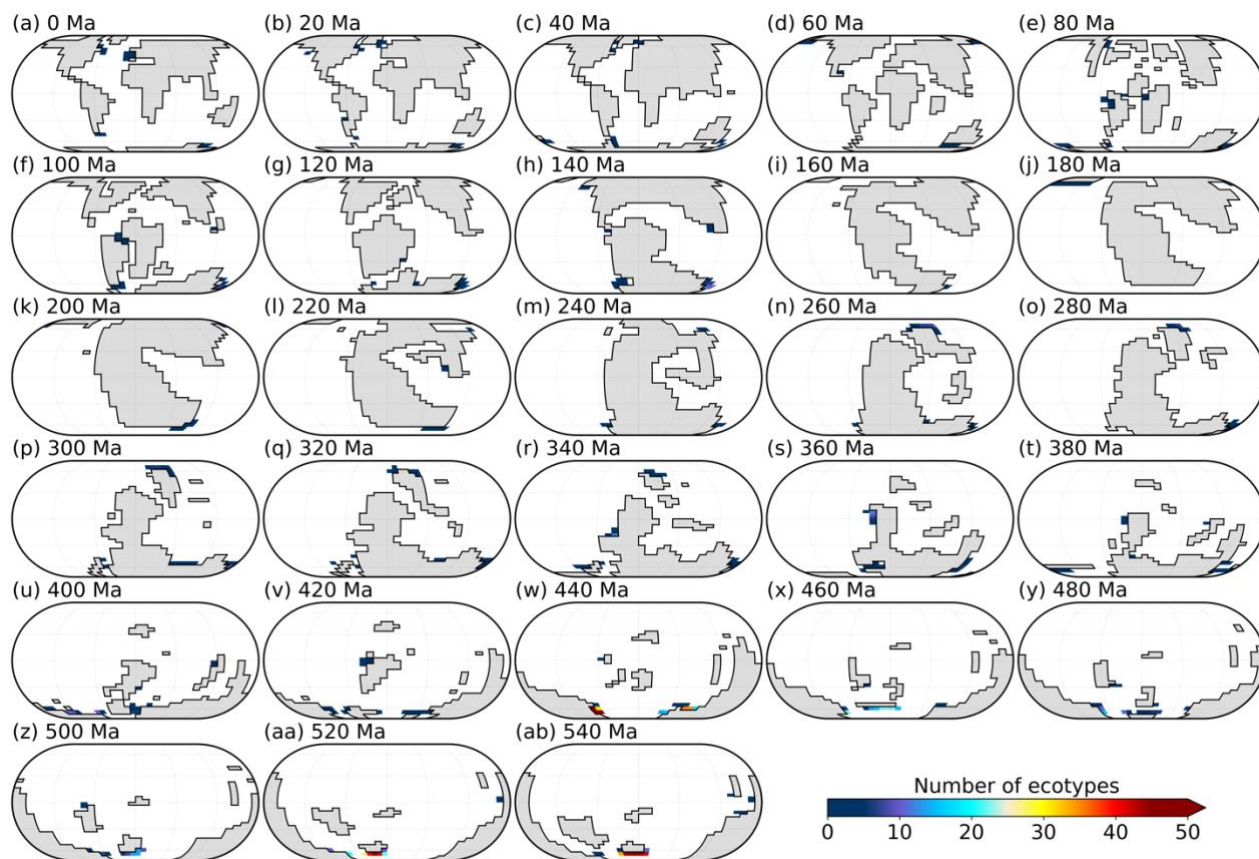 (a) 0 Ma
(b) 20 Ma
(c) 40 Ma
(d) 60 Ma
(e) 80 Ma
(f) 100 Ma
(g) 120 Ma
(h) 140 Ma
(i) 160 Ma
(j) 180 Ma
(k) 200 Ma
(l) 220 Ma
(m) 240 Ma
(n) 260 Ma
(o) 280 Ma
(p) 300 Ma
(q) 320 Ma
(r) 340 Ma
(s) 360 Ma
(t) 380 Ma
(u) 400 Ma
(v) 420 Ma
(w) 440 Ma
(x) 460 Ma
(y) 480 Ma
(z) 500 Ma
(aa) 520 Ma
(ab) 540 Ma
Number of ecotypes
0 10 20 30 40 50